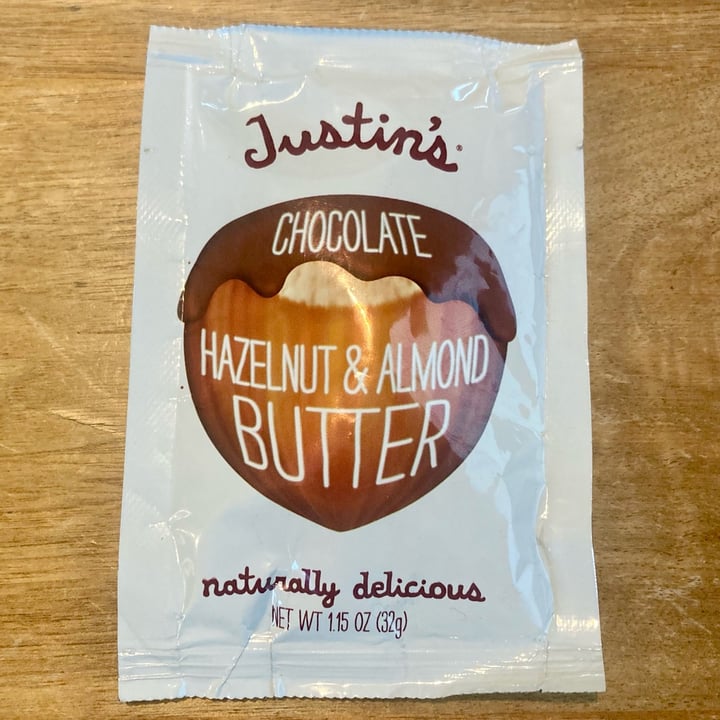 Justin's®
CHOCOLATE
HAZELNUT & ALMOND
BUTTER
naturally delicious
NET WT 1.15 OZ (32g)